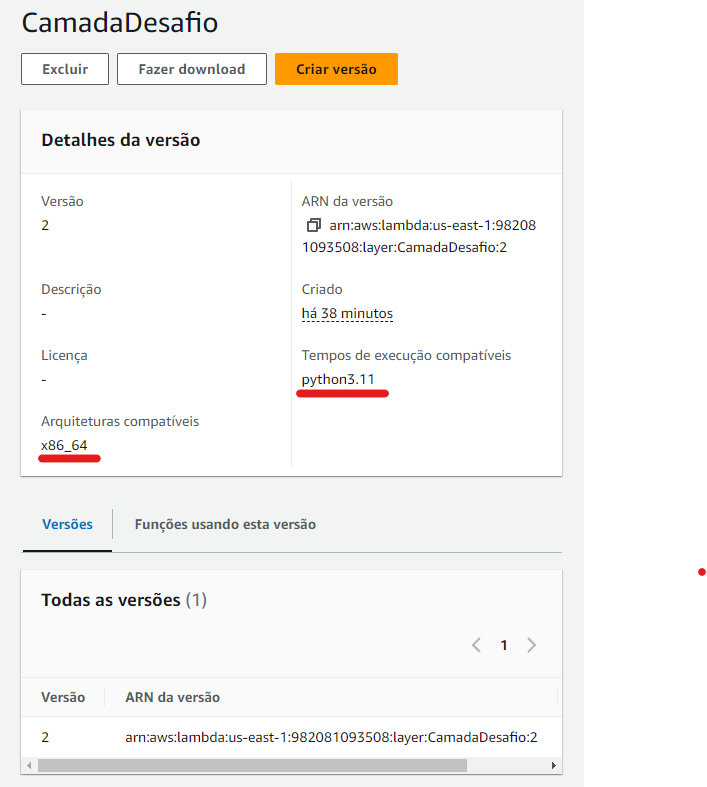 CamadaDesafio
Excluir
Fazer download
Criar versão
Detalhes da versão
Versão
2
ARN da versão
arn:aws:lambda:us-east-1:98208
1093508:layer:CamadaDesafio:2
Descrição
-
Criado
há 38 minutos
Licença
-
Tempos de execução compatíveis
python3.11
Arquiteturas compatíveis
x86_64
Versões
Funções usando esta versão
Todas as versões (1)
1
Versão
ARN da versão
2
arn:aws:lambda:us-east-1:982081093508:layer:CamadaDesafio:2